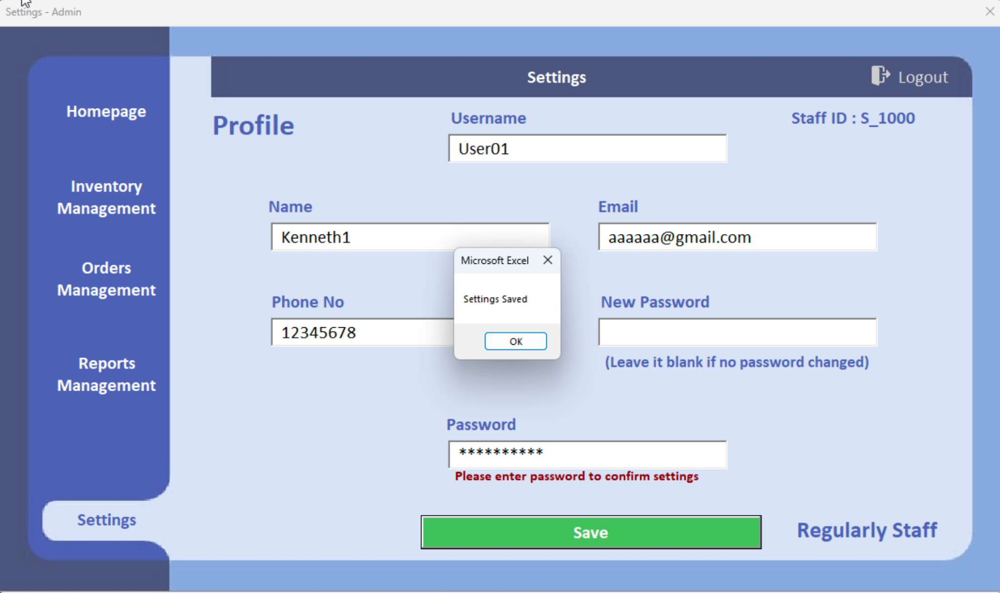 Settings - Admin
Settings
Logout
Homepage
Inventory
Management
Orders
Management
Reports
Management
Settings
Profile
Username
User01
Staff ID : S_1000
Name
Kenneth1
Email
aaaaaa@gmail.com
Microsoft Excel
Settings Saved
OK
Phone No
12345678
New Password
(Leave it blank if no password changed)
Password
**********
Please enter password to confirm settings
Save
Regularly Staff